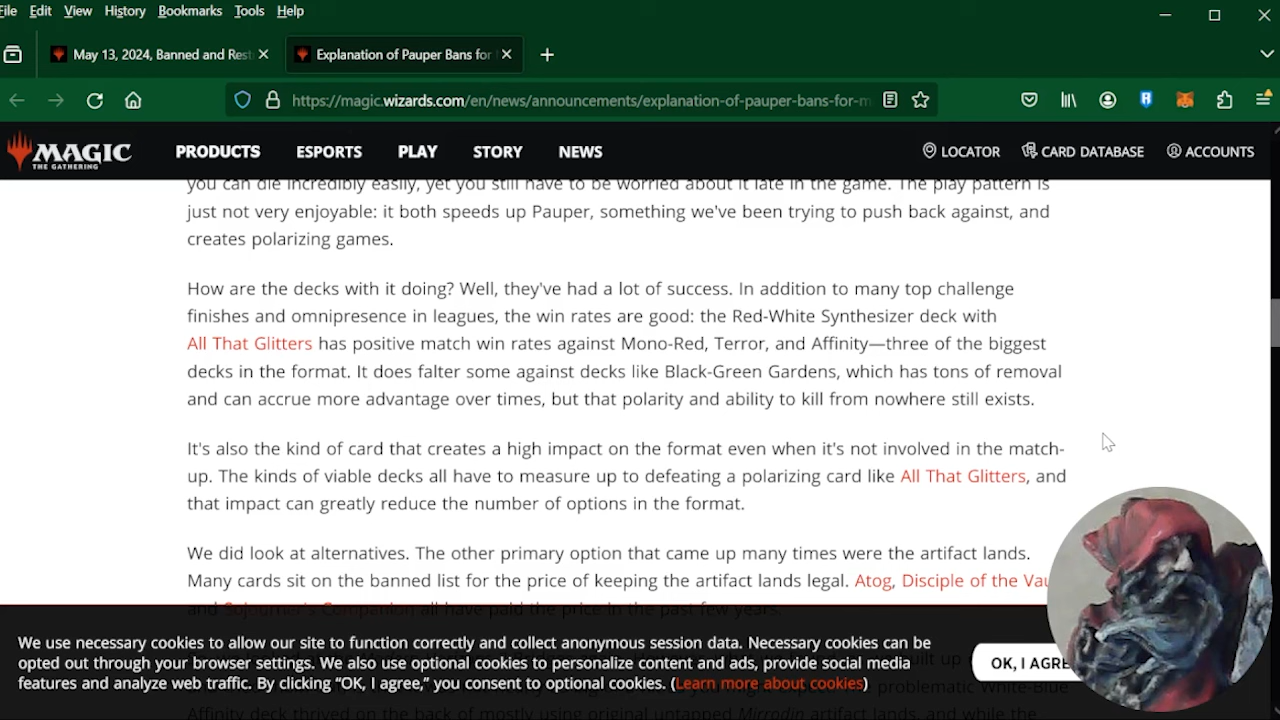 File Edit View History Bookmarks Tools Help
May 13, 2024, Banned and Rest
Explanation of Pauper Bans for
https://magic.wizards.com/en/news/announcements/explanation-of-pauper-bans-for-m
MAGIC
THE GATHERING
PRODUCTS ESPORTS PLAY STORY NEWS LOCATOR CARD DATABASE ACCOUNTS
you can die incredibly easily, yet you still have to be worried about it late in the game. The play pattern is
just not very enjoyable: it both speeds up Pauper, something we've been trying to push back against, and
creates polarizing games.
How are the decks with it doing? Well, they've had a lot of success. In addition to many top challenge
finishes and omnipresence in leagues, the win rates are good: the Red-White Synthesizer deck with
All That Glitters has positive match win rates against Mono-Red, Terror, and Affinity—three of the biggest
decks in the format. It does falter some against decks like Black-Green Gardens, which has tons of removal
and can accrue more advantage over times, but that polarity and ability to kill from nowhere still exists.
It's also the kind of card that creates a high impact on the format even when it's not involved in the match-
up. The kinds of viable decks all have to measure up to defeating a polarizing card like All That Glitters, and
that impact can greatly reduce the number of options in the format.
We did look at alternatives. The other primary option that came up many times were the artifact lands.
Many cards sit on the banned list for the price of keeping the artifact lands legal. Atog, Disciple of the Vau
and Sojourner's Companion all have paid the price in the past few years.
We use necessary cookies to allow our site to function correctly and collect anonymous session data. Necessary cookies can be
opted out through your browser settings. We also use optional cookies to personalize content and ads, provide social media
features and analyze web traffic. By clicking “OK, I agree,” you consent to optional cookies. (Learn more about cookies)
OK, I AGRE
Affinity deck thrived on the back of mostly using original untapped Mirrodin artifact lands, and while the